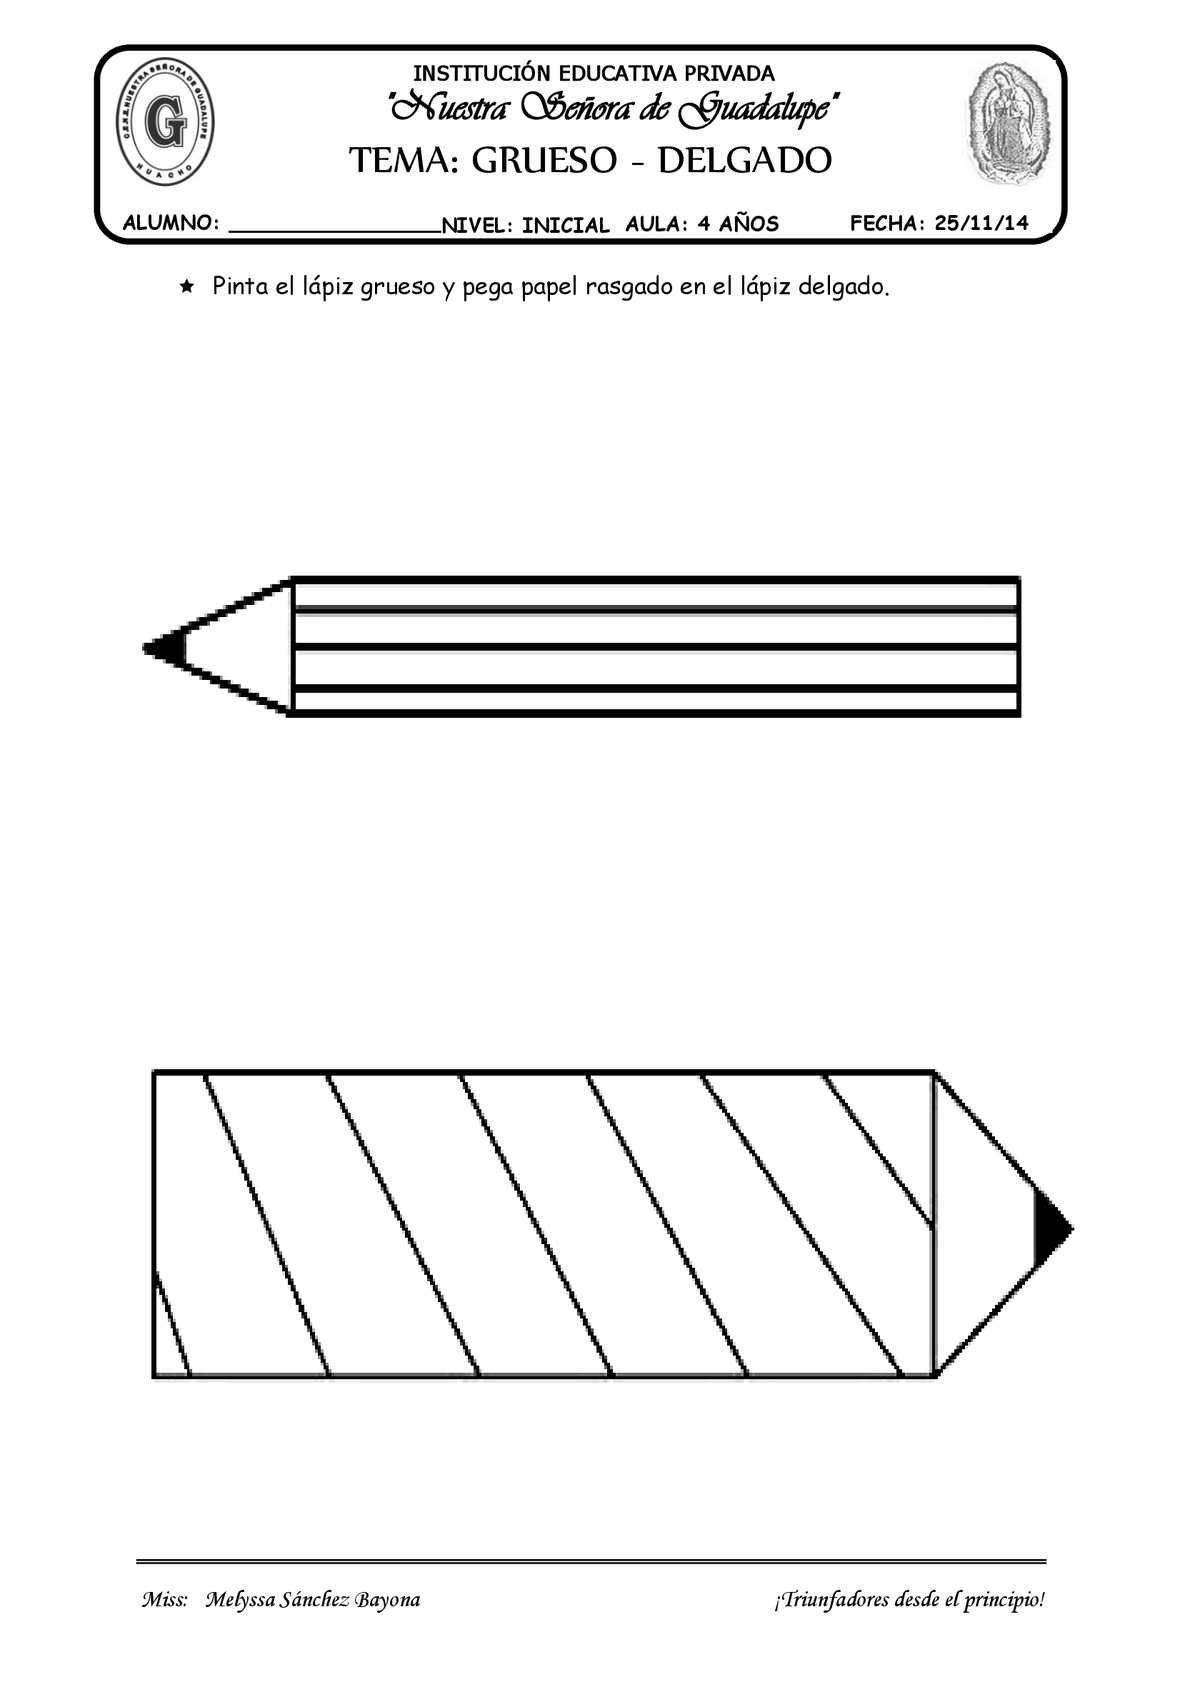 INSTITUCIÓN EDUCATIVA PRIVADA
"Nuestra Señora de Guadalupe"
TEMA: GRUESO - DELGADO
G
HUACHO
ALUMNO: __________________NIVEL: INICIAL AULA: 4 AÑOS FECHA: 25/11/14
★ Pinta el lápiz grueso y pega papel rasgado en el lápiz delgado.
Miss: Melyssa Sánchez Bayona ¡Triunfadores desde el principio!